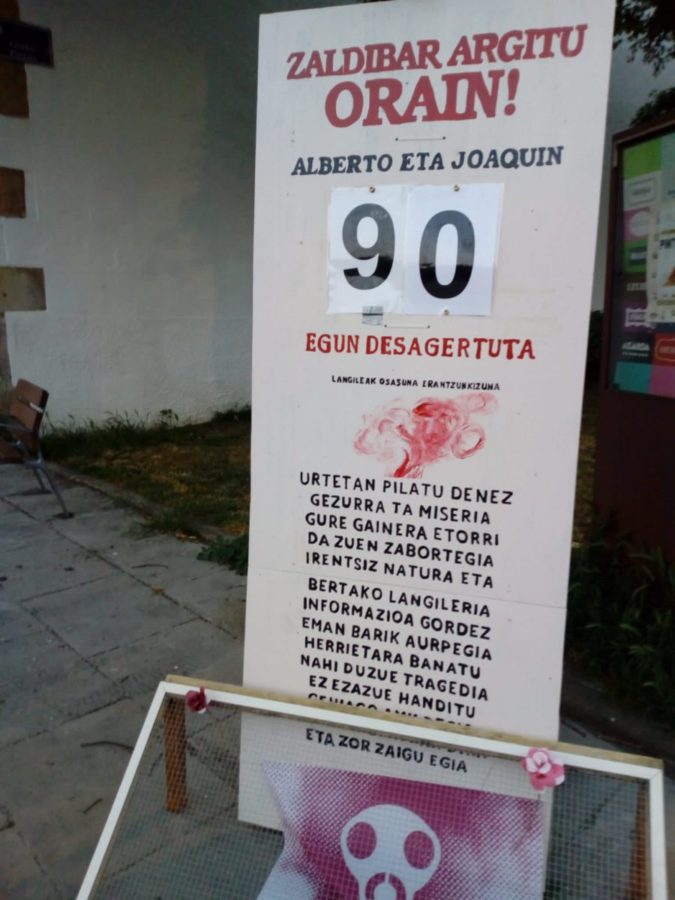 ZALDIBAR ARGITU
ORAIN!
ALBERTO ETA JOAQUIN
90
EGUN DESAGERTUTA
LANGILEAK OSASUNA ERANTZUNKIZUNA
URTETAN PILATU DENEZ
GEZURRA TA MISERIA
GURE GAINERA ETORRI
DA ZUEN ZABORTEGIA
IRENTSIZ NATURA ETA
BERTAKO LANGILERIA
INFORMAZIOA GORDEZ
EMAN BARIK AURPEGIA
HERRIETARA BANATU
NAHI DUZUE TRAGEDIA
EZ EZAZUE HANDITU
ETA ZOR ZAIGU EGIA